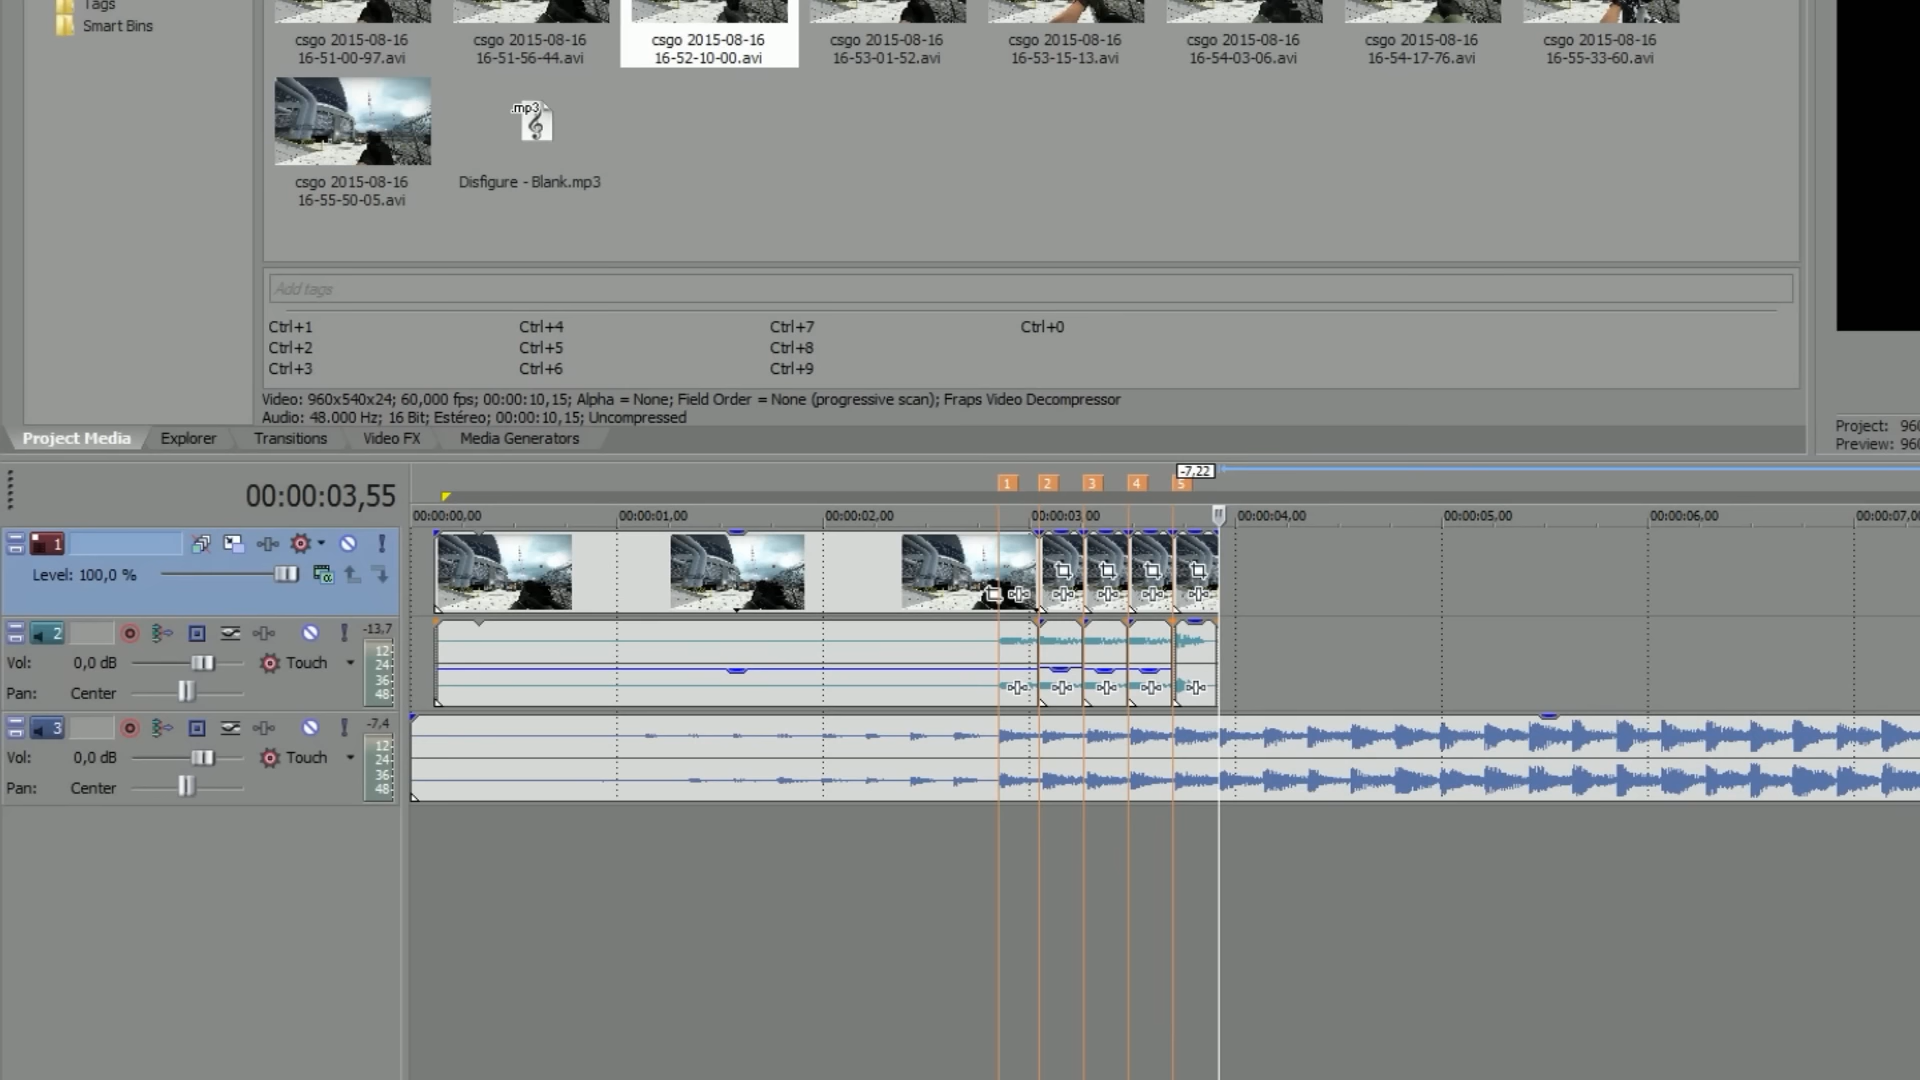 Tags
Smart Bins
csgo 2015-08-16
16-51-00-97.avi
csgo 2015-08-16
16-51-56-44.avi
csgo 2015-08-16
16-52-10-00.avi
csgo 2015-08-16
16-53-01-52.avi
csgo 2015-08-16
16-53-15-13.avi
csgo 2015-08-16
16-54-03-06.avi
csgo 2015-08-16
16-54-17-76.avi
csgo 2015-08-16
16-55-33-60.avi
.mp3
csgo 2015-08-16
16-55-50-05.avi
Disfigure - Blank.mp3
Add tags
Ctrl+1 Ctrl+4 Ctrl+7 Ctrl+0
Ctrl+2 Ctrl+5 Ctrl+8
Ctrl+3 Ctrl+6 Ctrl+9
Video: 960x540x24; 60,000 fps; 00:00:10,15; Alpha = None; Field Order = None (progressive scan); Fraps Video Decompressor
Audio: 48.000 Hz; 16 Bit; Estéreo; 00:00:10,15; Uncompressed
Project Media Explorer Transitions Video FX Media Generators
Project: 960
Preview: 960
-7,22
1 2 3 4 5
00:00:03,55
00:00:00,00 00:00:01,00 00:00:02,00 00:00:03,00 00:00:04,00 00:00:05,00 00:00:06,00 00:00:07,0
1
Level: 100,0 %
2 -13,7
Vol: 0,0 dB Touch
Pan: Center
12
24
36
48
3 -7,4
Vol: 0,0 dB Touch
Pan: Center
12
24
36
48